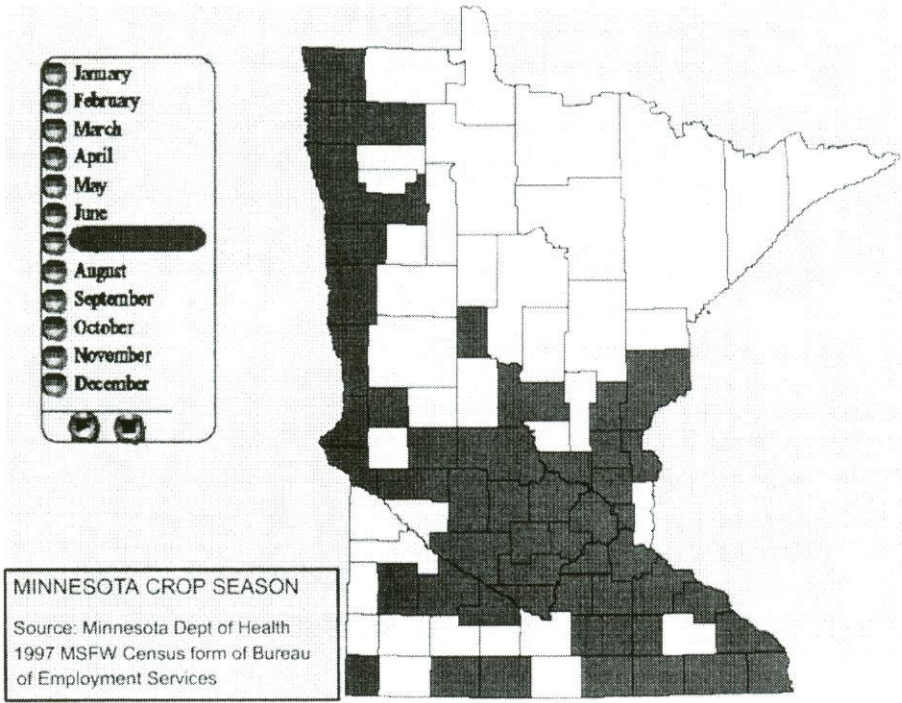 January
February
March
April
May
June
August
September
October
November
December
MINNESOTA CROP SEASON
Source: Minnesota Dept of Health
1997 MSFW Census form of Bureau
of Employment Services